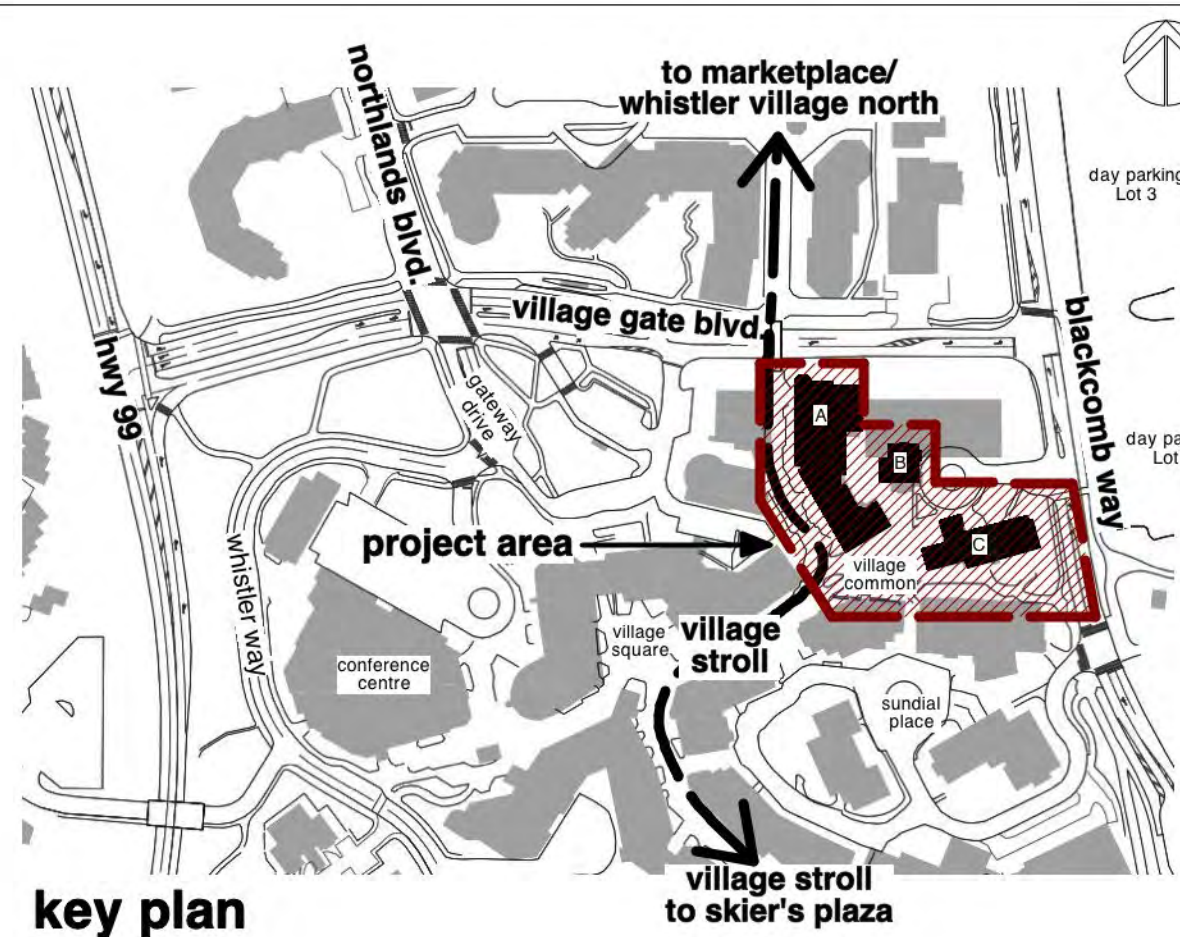 to marketplace/
whistler village north
northlands blvd.
day parking
Lot 3
village gate blvd.
hwy 99
blackcomb way
gateway
drive
A
B
day pa
Lot
project area
C
village
common
whistler way
village
square
village
stroll
conference
centre
sundial
place
village stroll
to skier's plaza
key plan